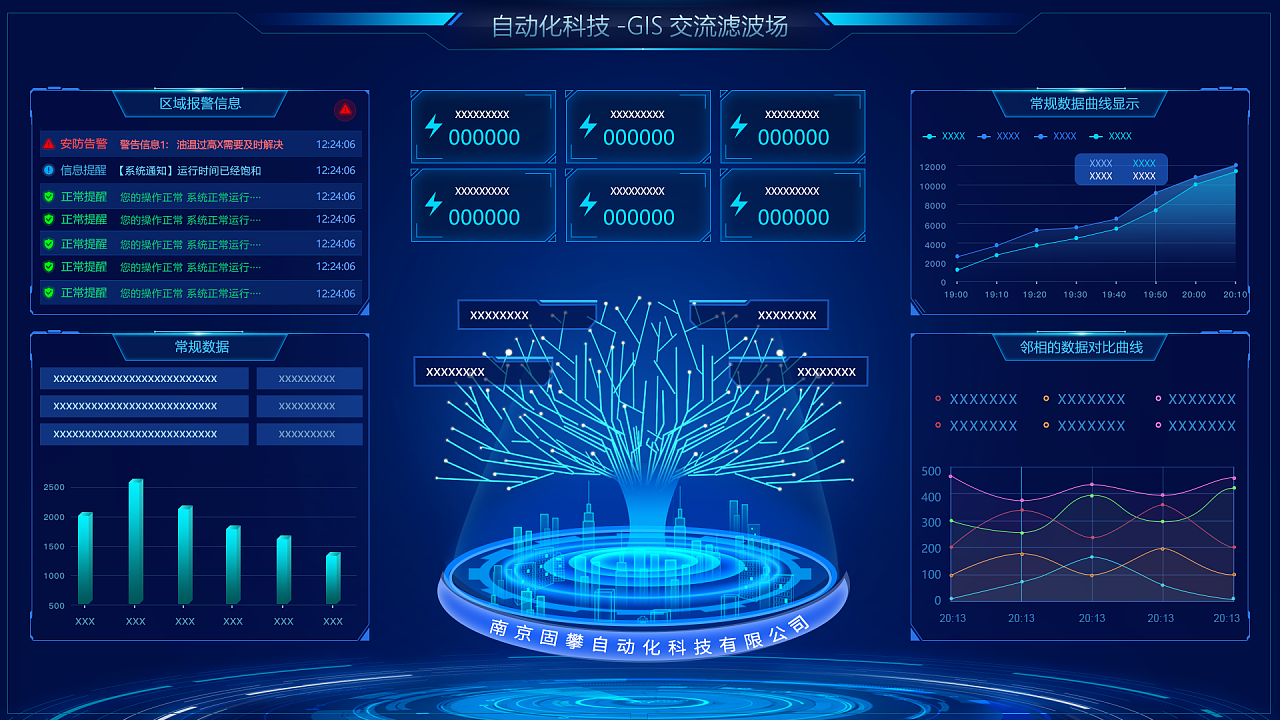 自动化科技 -GIS 交流滤波场
区域报警信息
安防告警 警告信息1: 油温过高X需要及时解决 12:24:06
信息提醒 【系统通知】运行时间已经饱和 12:24:06
正常提醒 您的操作正常 系统正常运行···· 12:24:06
正常提醒 您的操作正常 系统正常运行···· 12:24:06
正常提醒 您的操作正常 系统正常运行···· 12:24:06
正常提醒 您的操作正常 系统正常运行···· 12:24:06
正常提醒 您的操作正常 系统正常运行···· 12:24:06
常规数据
XXXXXXXXXXXXXXXXXXXXXXXXXX XXXXXXXXX
XXXXXXXXXXXXXXXXXXXXXXXXXX XXXXXXXXX
XXXXXXXXXXXXXXXXXXXXXXXXXX XXXXXXXXX
2500
2000
1500
1000
500
XXX XXX XXX XXX XXX XXX
XXXXXXXXX XXXXXXXXX XXXXXXXXX
000000 000000 000000
XXXXXXXXX XXXXXXXXX XXXXXXXXX
000000 000000 000000
XXXXXXXX XXXXXXXX
XXXXXXXX XXXXXXXX
南京固攀自动化科技有限公司
常规数据曲线显示
XXXX XXXX XXXX XXXX
XXXX XXXX
XXXX XXXX
12000
10000
8000
6000
4000
2000
0
19:00 19:10 19:20 19:30 19:40 19:50 20:00 20:10
邻相的数据对比曲线
XXXXXXX XXXXXXX XXXXXXX
XXXXXXX XXXXXXX XXXXXXX
500
400
300
200
100
0
20:13 20:13 20:13 20:13 20:13